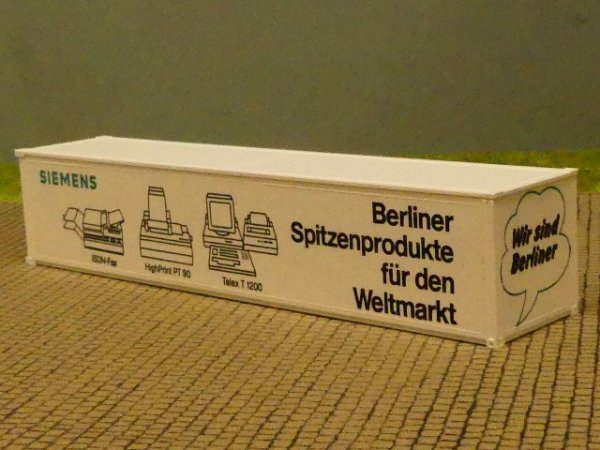 SIEMENS
ISDN-Fax
HighPrint PT 90
Telex T 1200
Berliner
Spitzenprodukte
für den
Weltmarkt
Wir sind
Berliner